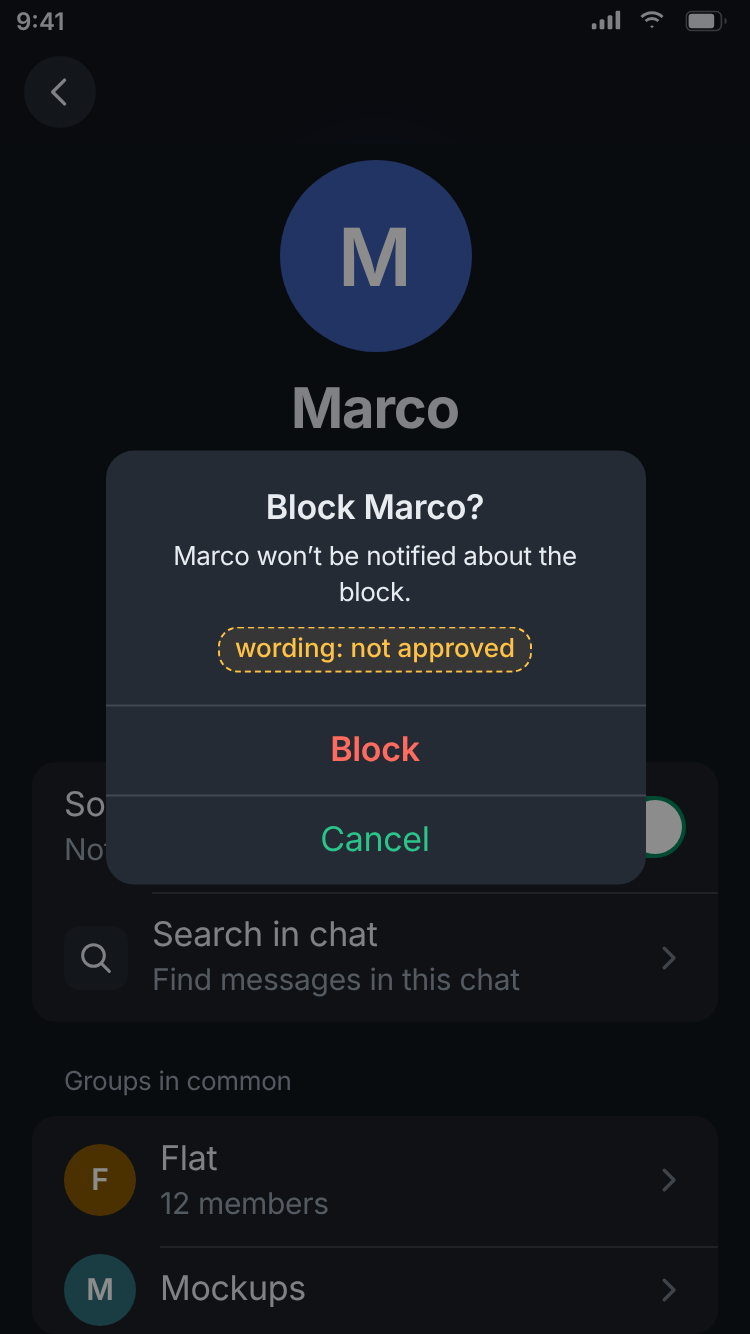 9:41
M
Marco
Block Marco?
Marco won’t be notified about the
block.
wording: not approved
Block
Cancel
Search in chat
Find messages in this chat
Groups in common
F
Flat
12 members
M
Mockups